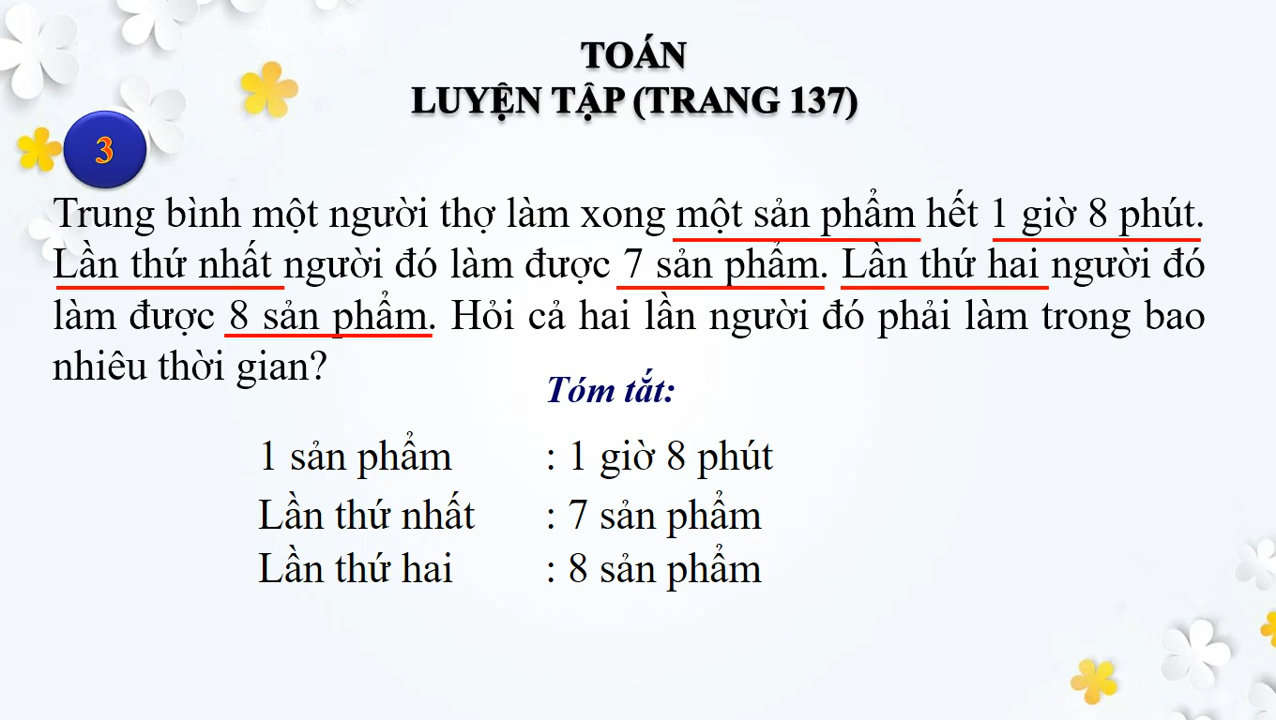 TOÁN
LUYỆN TẬP (TRANG 137)
3
Trung bình một người thợ làm xong một sản phẩm hết 1 giờ 8 phút.
Lần thứ nhất người đó làm được 7 sản phẩm. Lần thứ hai người đó
làm được 8 sản phẩm. Hỏi cả hai lần người đó phải làm trong bao
nhiêu thời gian?
Tóm tắt:
1 sản phẩm : 1 giờ 8 phút
Lần thứ nhất : 7 sản phẩm
Lần thứ hai : 8 sản phẩm